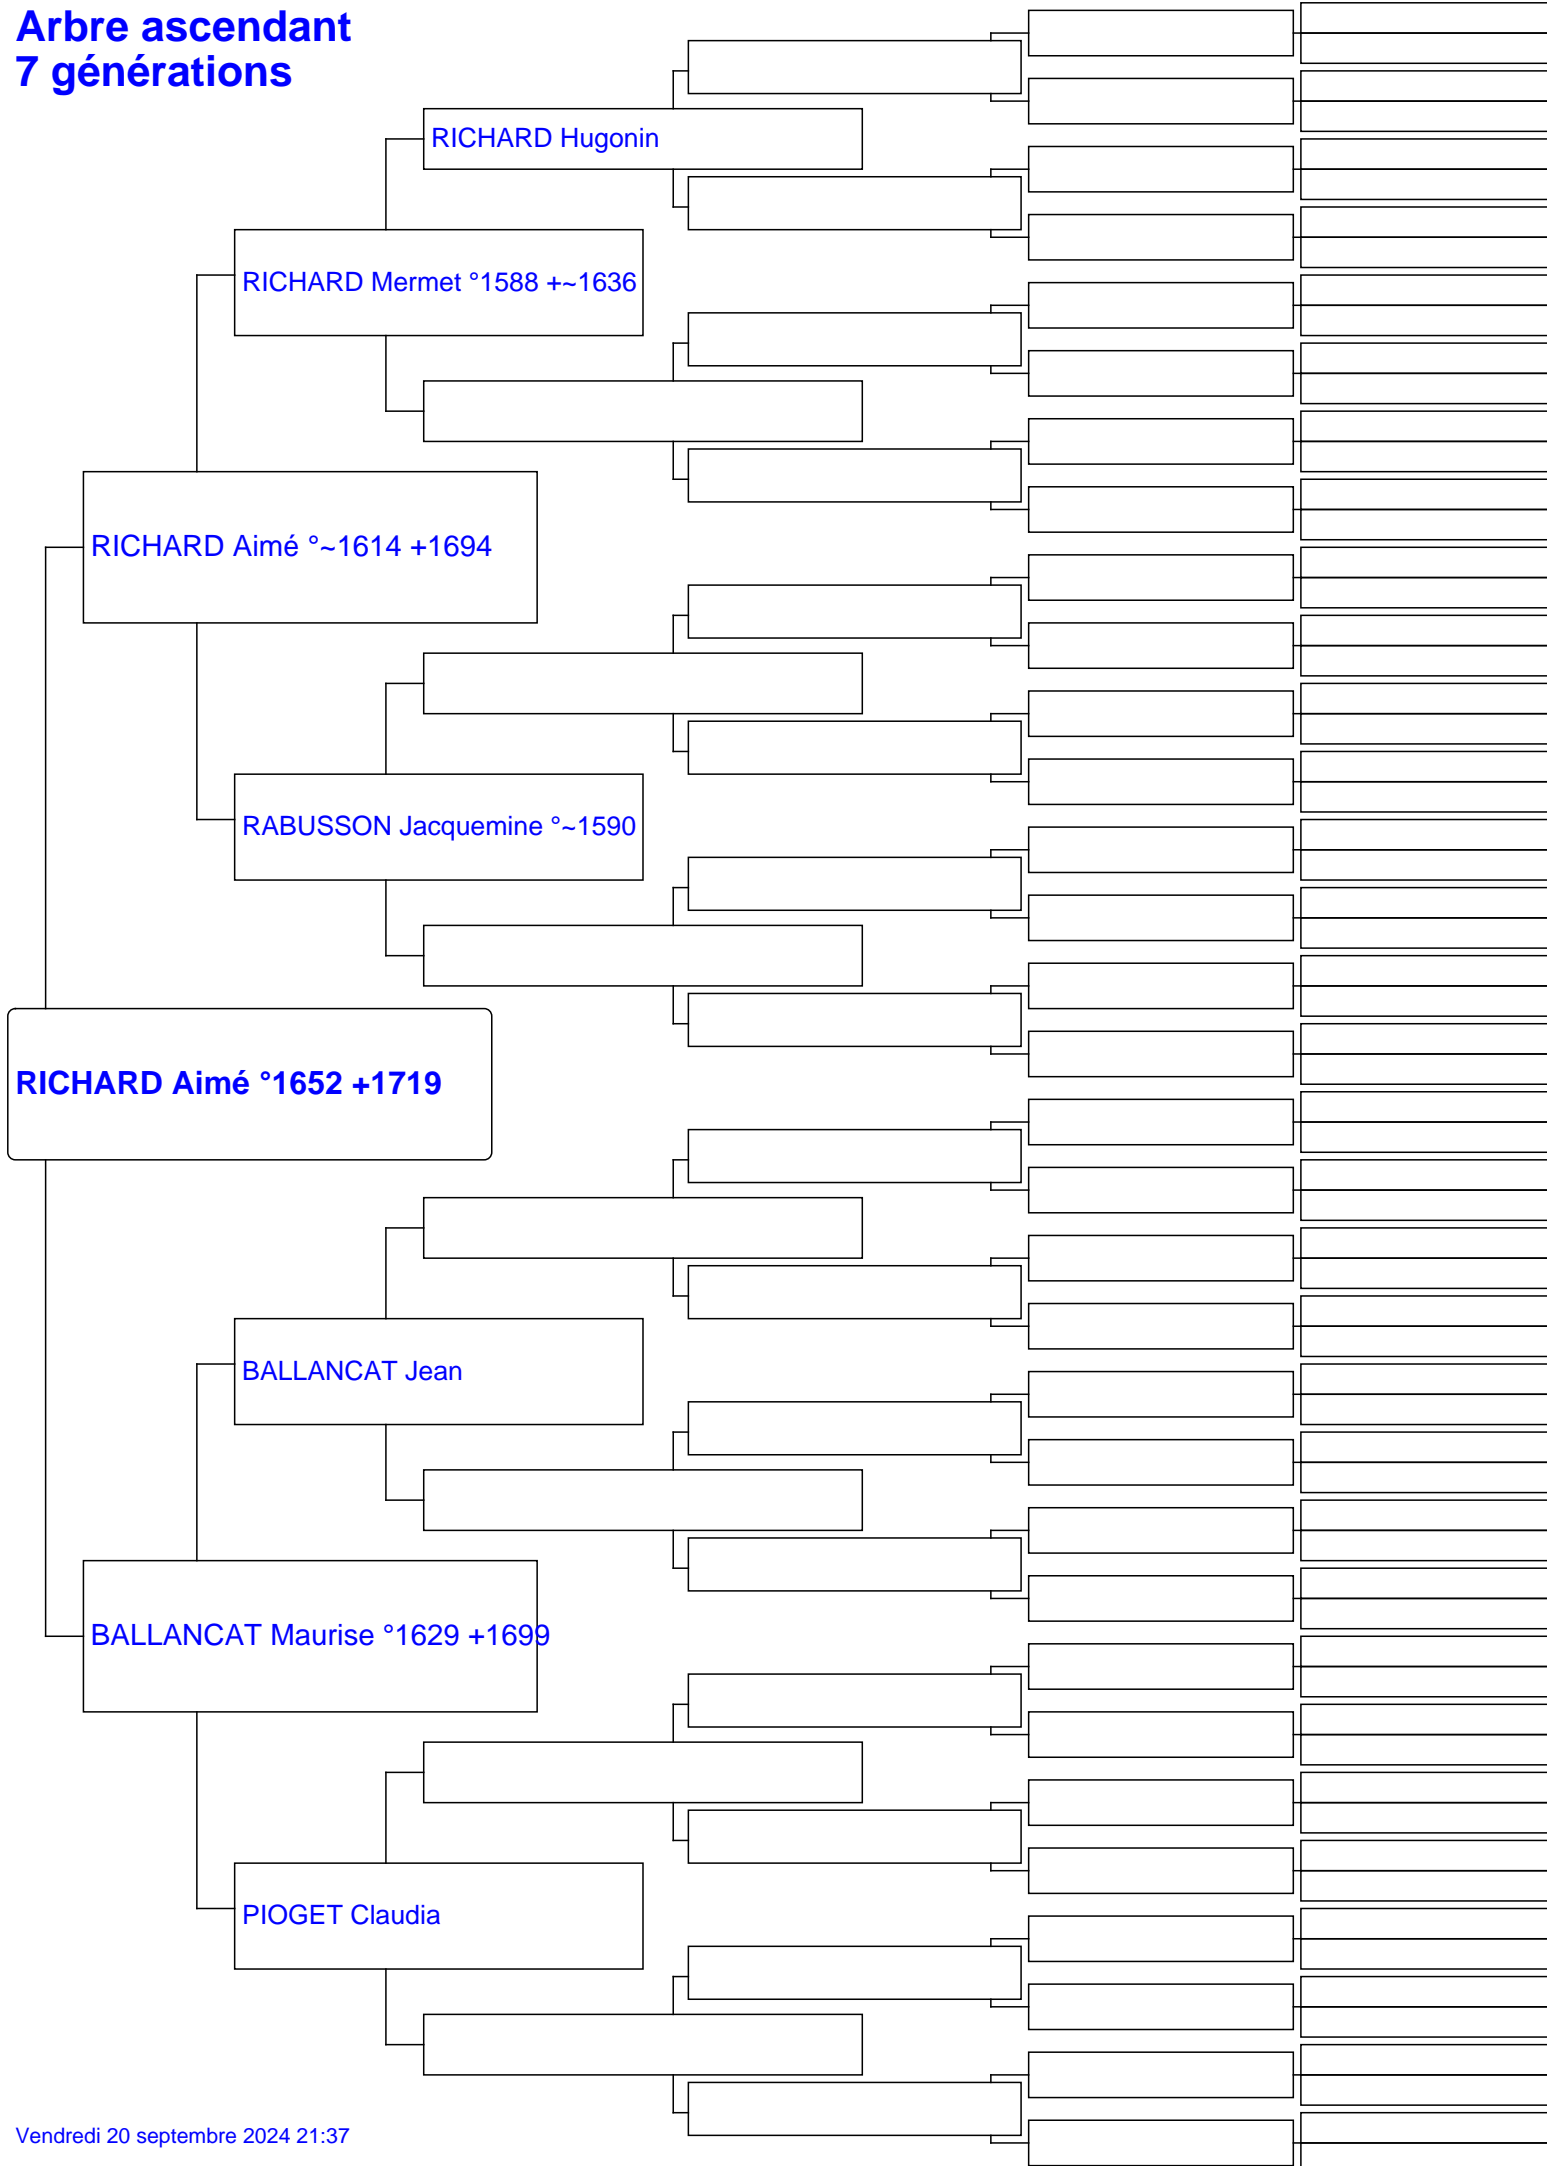 Arbre ascendant
7 générations
RICHARD Hugonin
RICHARD Mermet °1588 +~1636
RICHARD Aimé °~1614 +1694
RABUSSON Jacquemine °~1590
RICHARD Aimé °1652 +1719
BALLANCAT Jean
BALLANCAT Maurise °1629 +1699
PIOGET Claudia
Vendredi 20 septembre 2024 21:37